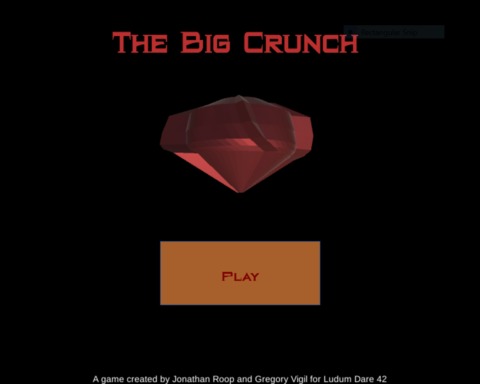 The Big Crunch
Play
A game created by Jonathan Roop and Gregory Vigil for Ludum Dare 42